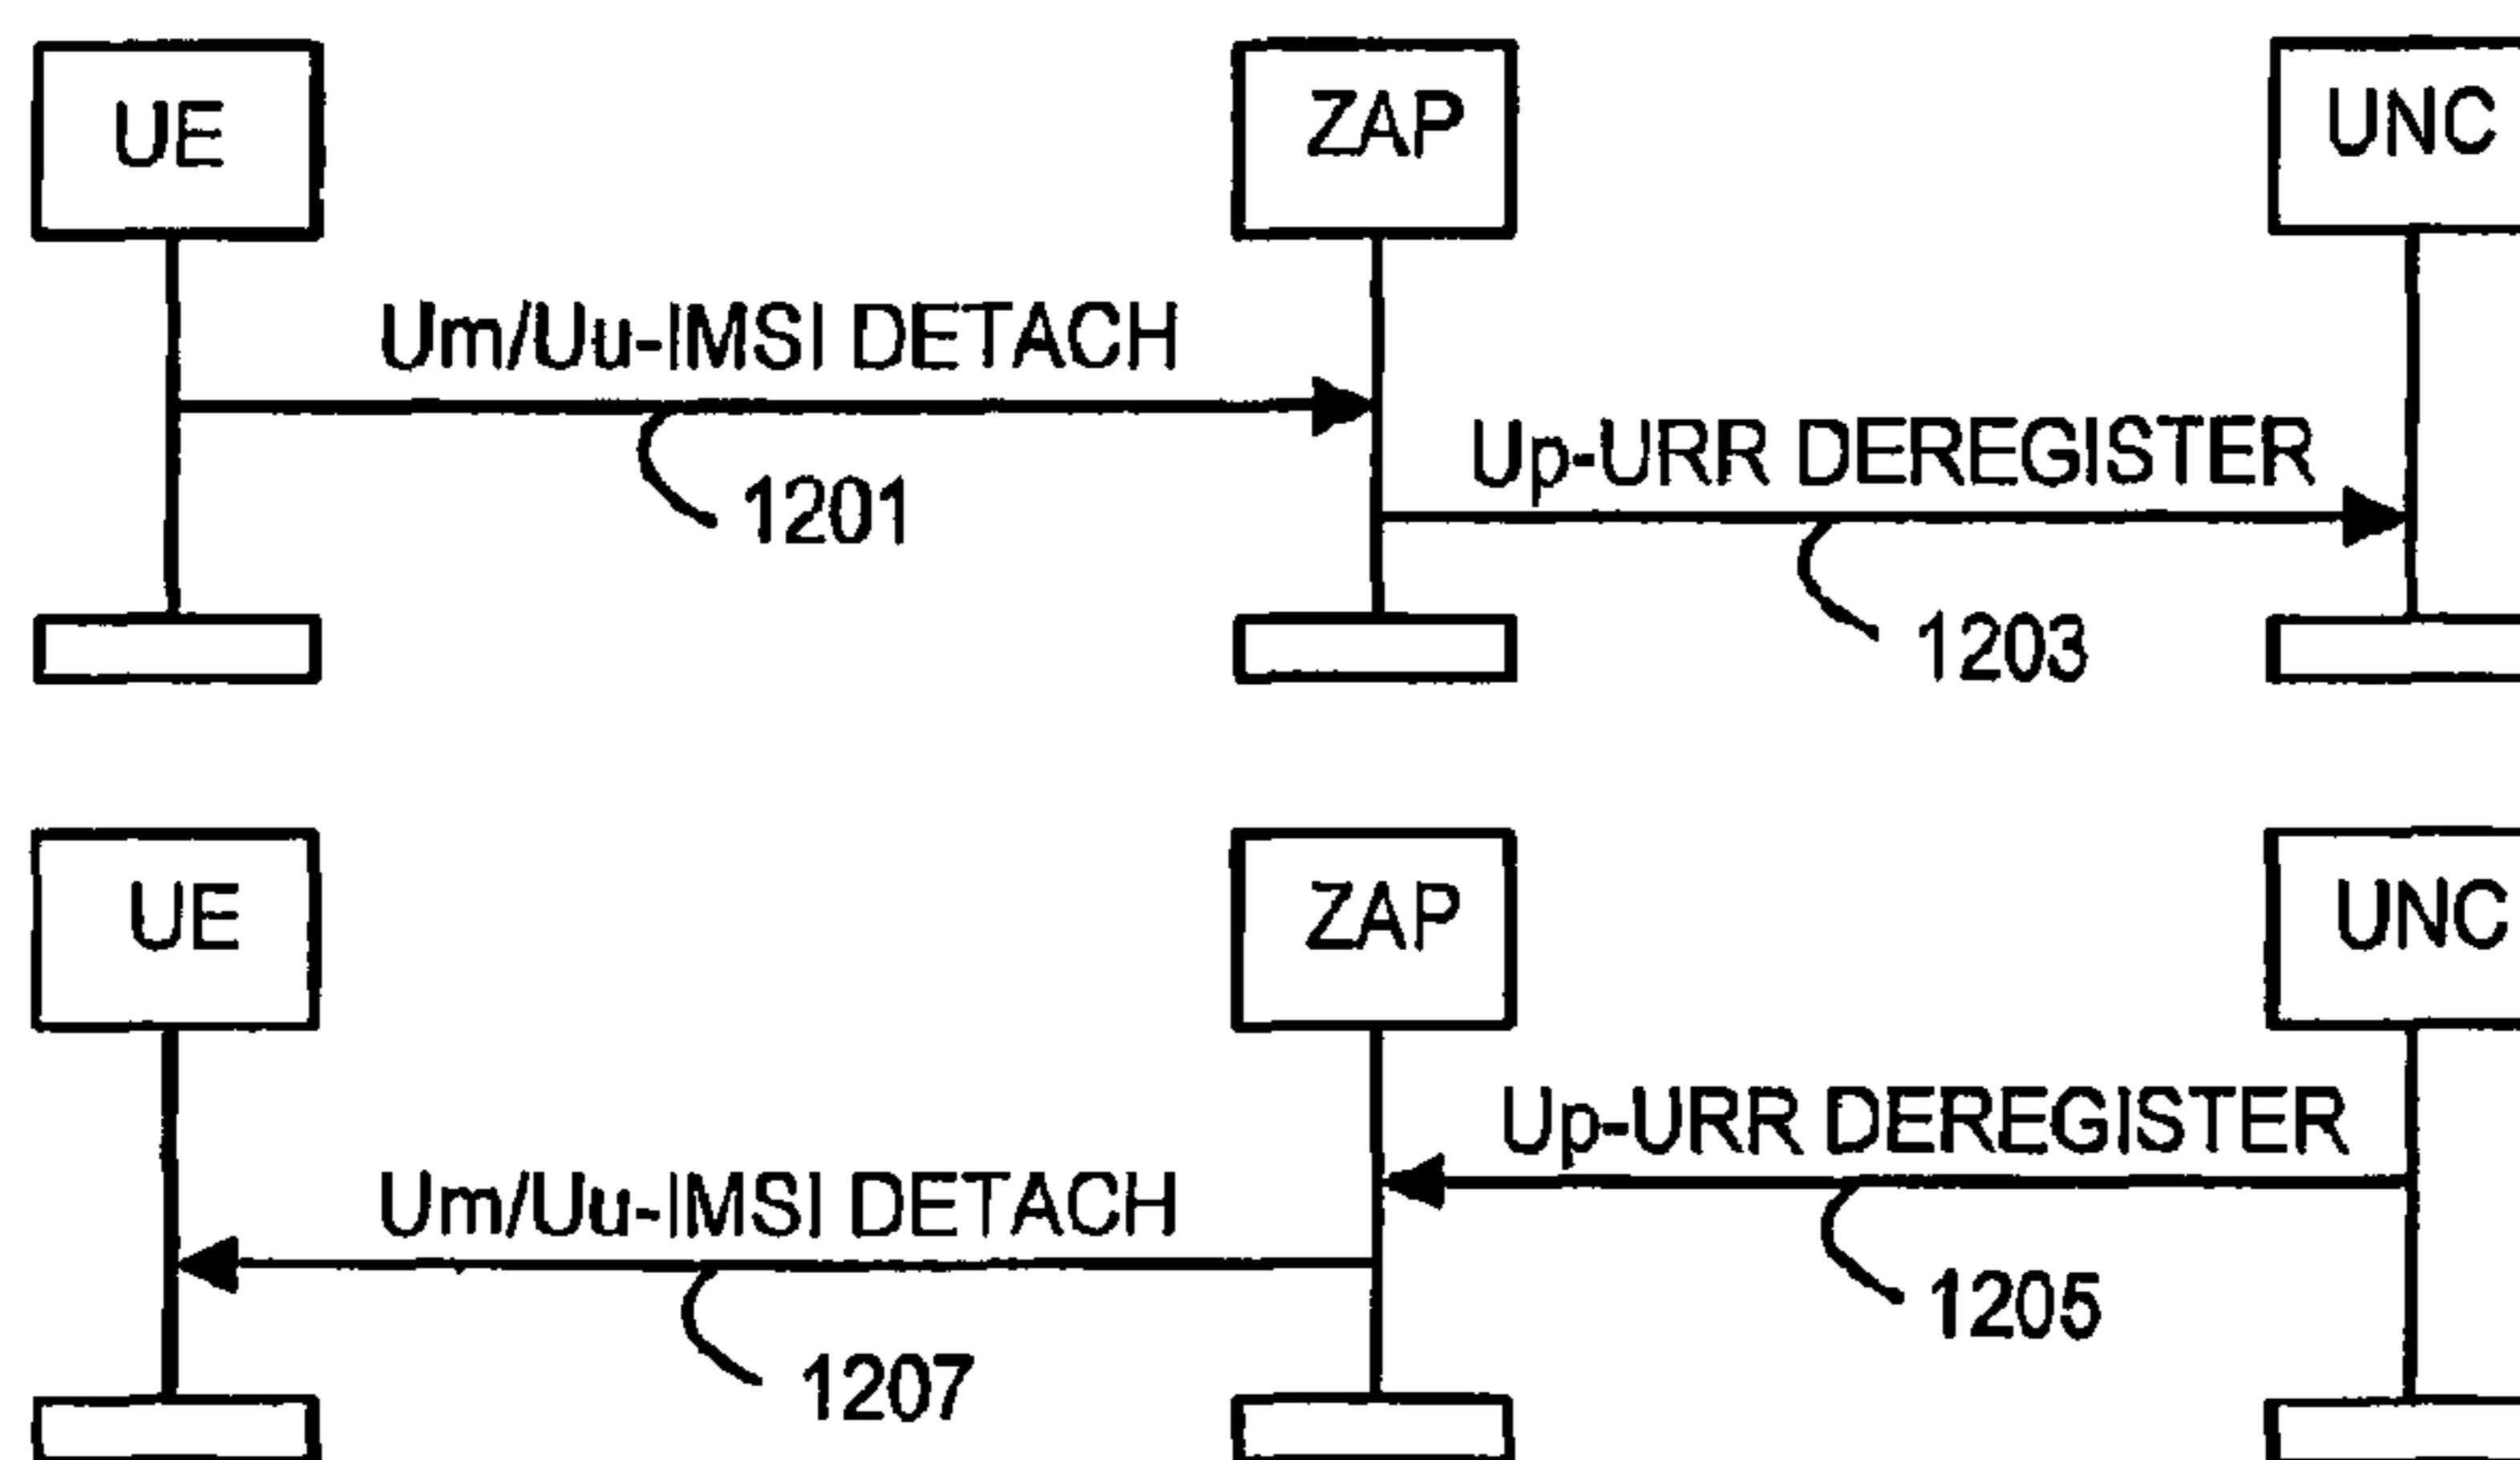 UE ZAP UNC
Um/Uu-IMSI DETACH
Up-URR DEREGISTER
1201
1203
UE ZAP UNC
Up-URR DEREGISTER
Um/Uu-IMSI DETACH
1205
1207